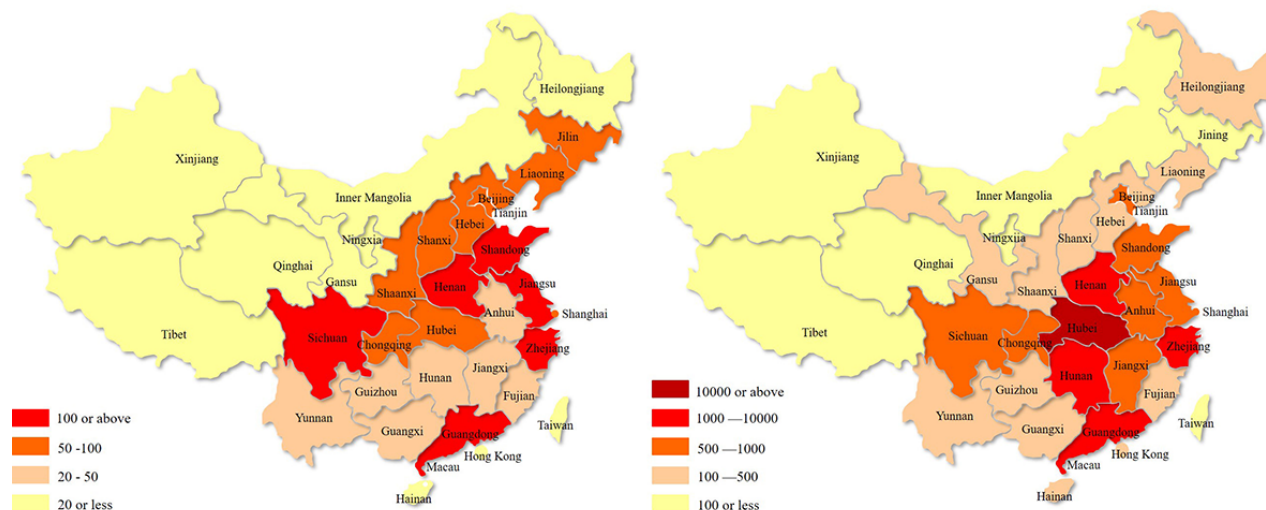 Heilongjiang
Jilin
Liaoning
Xinjiang
Inner Mangolia
Beijing
Tianjin
Hebei
Shanxi
Ningxia
Shandong
Qinghai
Gansu
Henan
Jiangsu
Shaanxi
Anhui
Shanghai
Tibet
Sichuan
Hubei
Chongqing
Zhejiang
Hunan
Jiangxi
Guizhou
Fujian
Yunnan
Guangxi
Guangdong
Taiwan
Hong Kong
Macau
Hainan
100 or above
50 -100
20 - 50
20 or less
Heilongjiang
Jining
Liaoning
Xinjiang
Inner Mangolia
Beijing
Tianjin
Hebei
Shanxi
Ningxiia
Shandong
Qinghai
Gansu
Henan
Jiangsu
Shaanxi
Anhui
Shanghai
Tibet
Sichuan
Hubei
Chongqing
Zhejiang
Hunan
Jiangxi
Guizhou
Fujian
Yunnan
Guangxi
Guangdong
Taiwan
Hong Kong
Macau
Hainan
10000 or above
1000 —10000
500 —1000
100 —500
100 or less